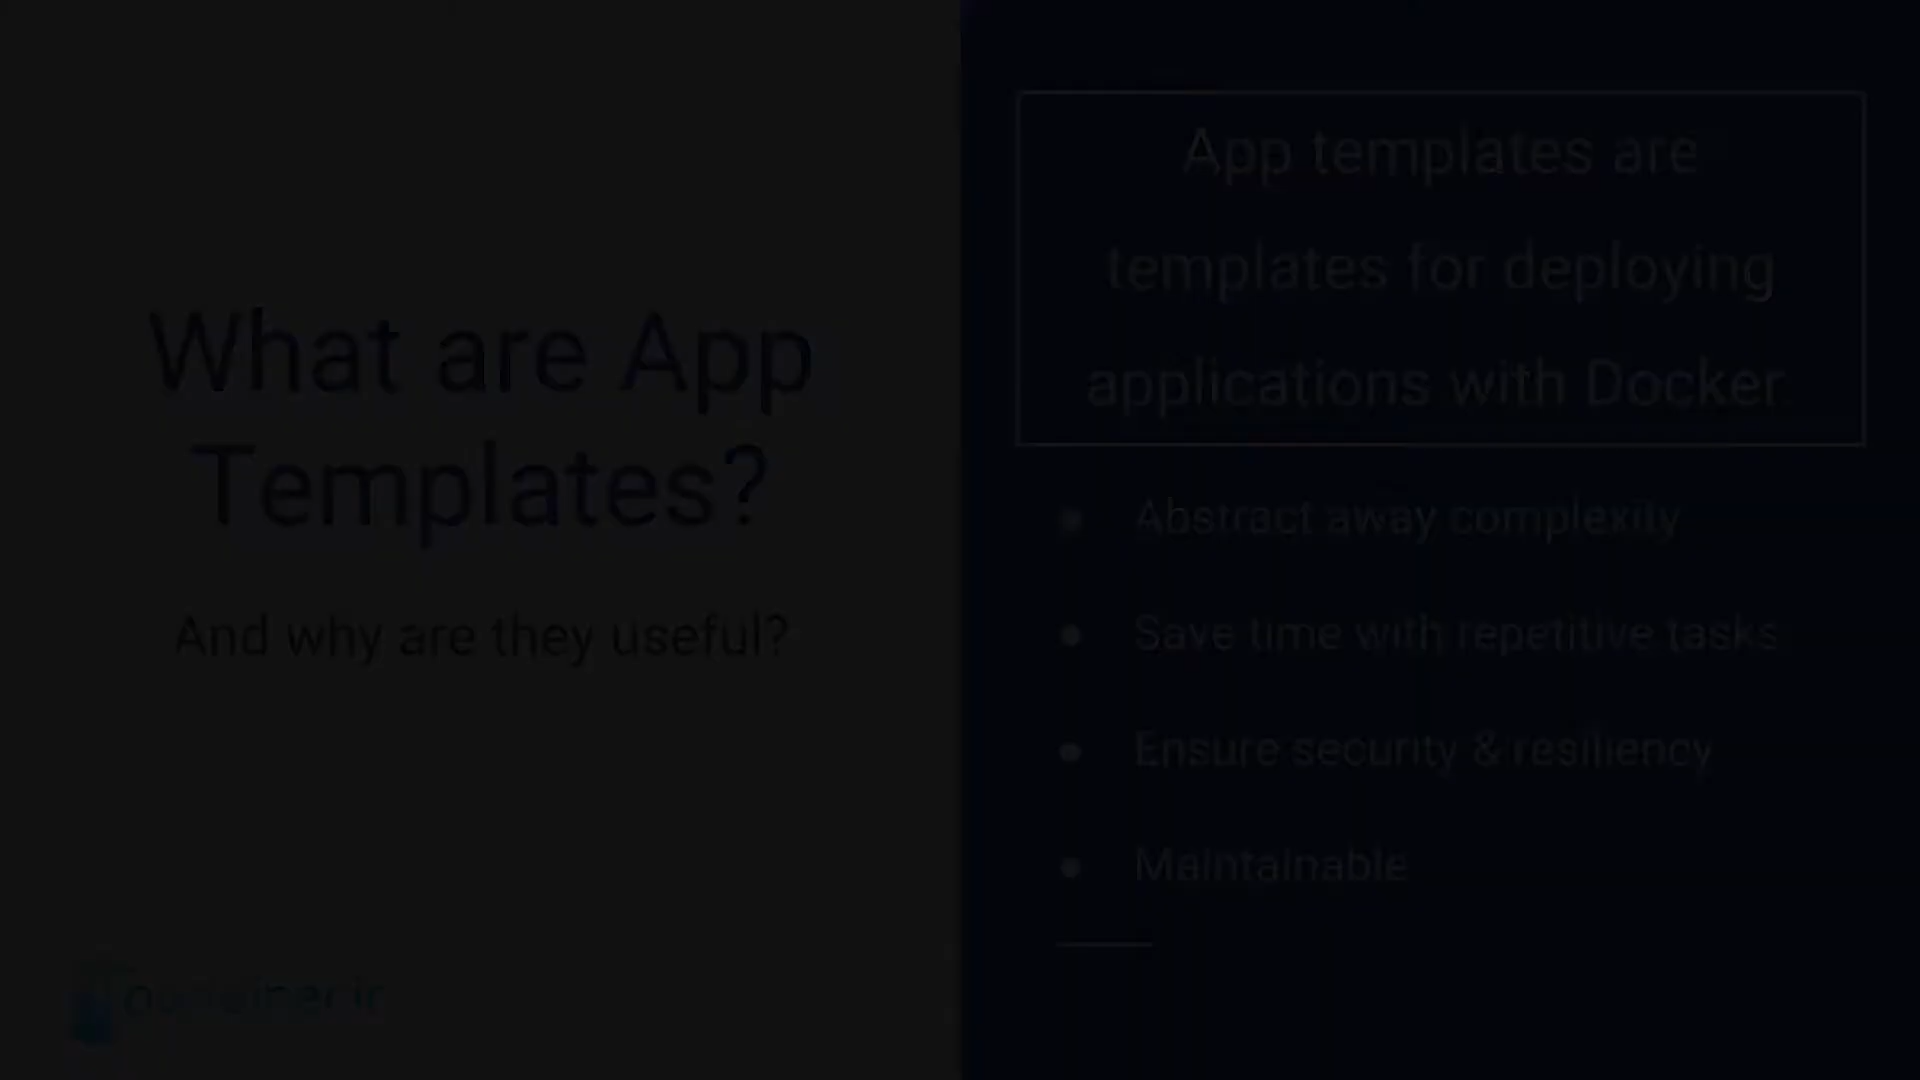 What are App
Templates?
And why are they useful?
App templates are
templates for deploying
applications with Docker
● Abstract away complexity
● Save time with repetitive tasks
● Ensure security & resiliency
● Maintainable